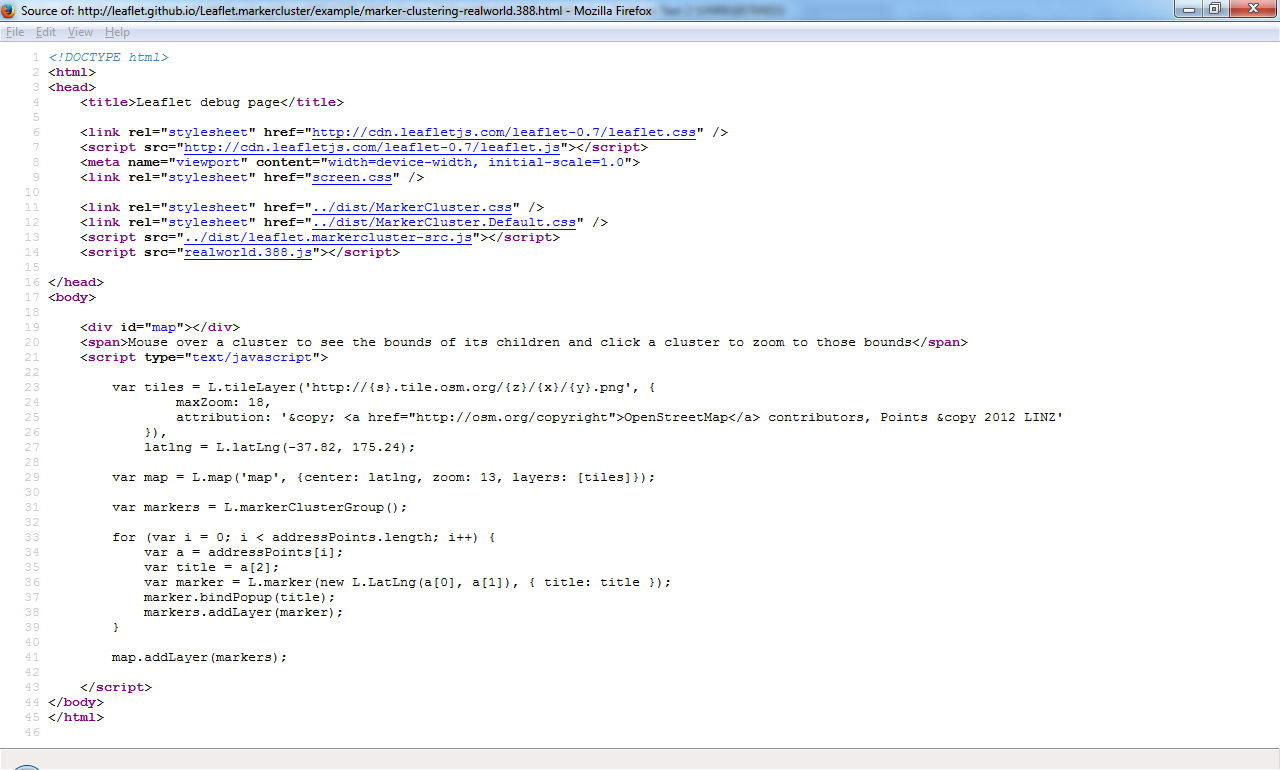 Source of: http://leaflet.github.io/Leaflet.markercluster/example/marker-clustering-realworld.388.html - Mozilla Firefox
File Edit View Help
1 <!DOCTYPE html>
2 <html>
3 <head>
4     <title>Leaflet debug page</title>
5
6     <link rel="stylesheet" href="http://cdn.leafletjs.com/leaflet-0.7/leaflet.css" />
7     <script src="http://cdn.leafletjs.com/leaflet-0.7/leaflet.js"></script>
8     <meta name="viewport" content="width=device-width, initial-scale=1.0">
9     <link rel="stylesheet" href="screen.css" />
10
11     <link rel="stylesheet" href="../dist/MarkerCluster.css" />
12     <link rel="stylesheet" href="../dist/MarkerCluster.Default.css" />
13     <script src="../dist/leaflet.markercluster-src.js"></script>
14     <script src="realworld.388.js"></script>
15
16 </head>
17 <body>
18
19     <div id="map"></div>
20     <span>Mouse over a cluster to see the bounds of its children and click a cluster to zoom to those bounds</span>
21     <script type="text/javascript">
22
23         var tiles = L.tileLayer('http://{s}.tile.osm.org/{z}/{x}/{y}.png', {
24                 maxZoom: 18,
25                 attribution: '&copy; <a href="http://osm.org/copyright">OpenStreetMap</a> contributors, Points &copy 2012 LINZ'
26             }),
27             latlng = L.latLng(-37.82, 175.24);
28
29         var map = L.map('map', {center: latlng, zoom: 13, layers: [tiles]});
30
31         var markers = L.markerClusterGroup();
32
33         for (var i = 0; i < addressPoints.length; i++) {
34             var a = addressPoints[i];
35             var title = a[2];
36             var marker = L.marker(new L.LatLng(a[0], a[1]), { title: title });
37             marker.bindPopup(title);
38             markers.addLayer(marker);
39         }
40
41         map.addLayer(markers);
42
43     </script>
44 </body>
45 </html>
46